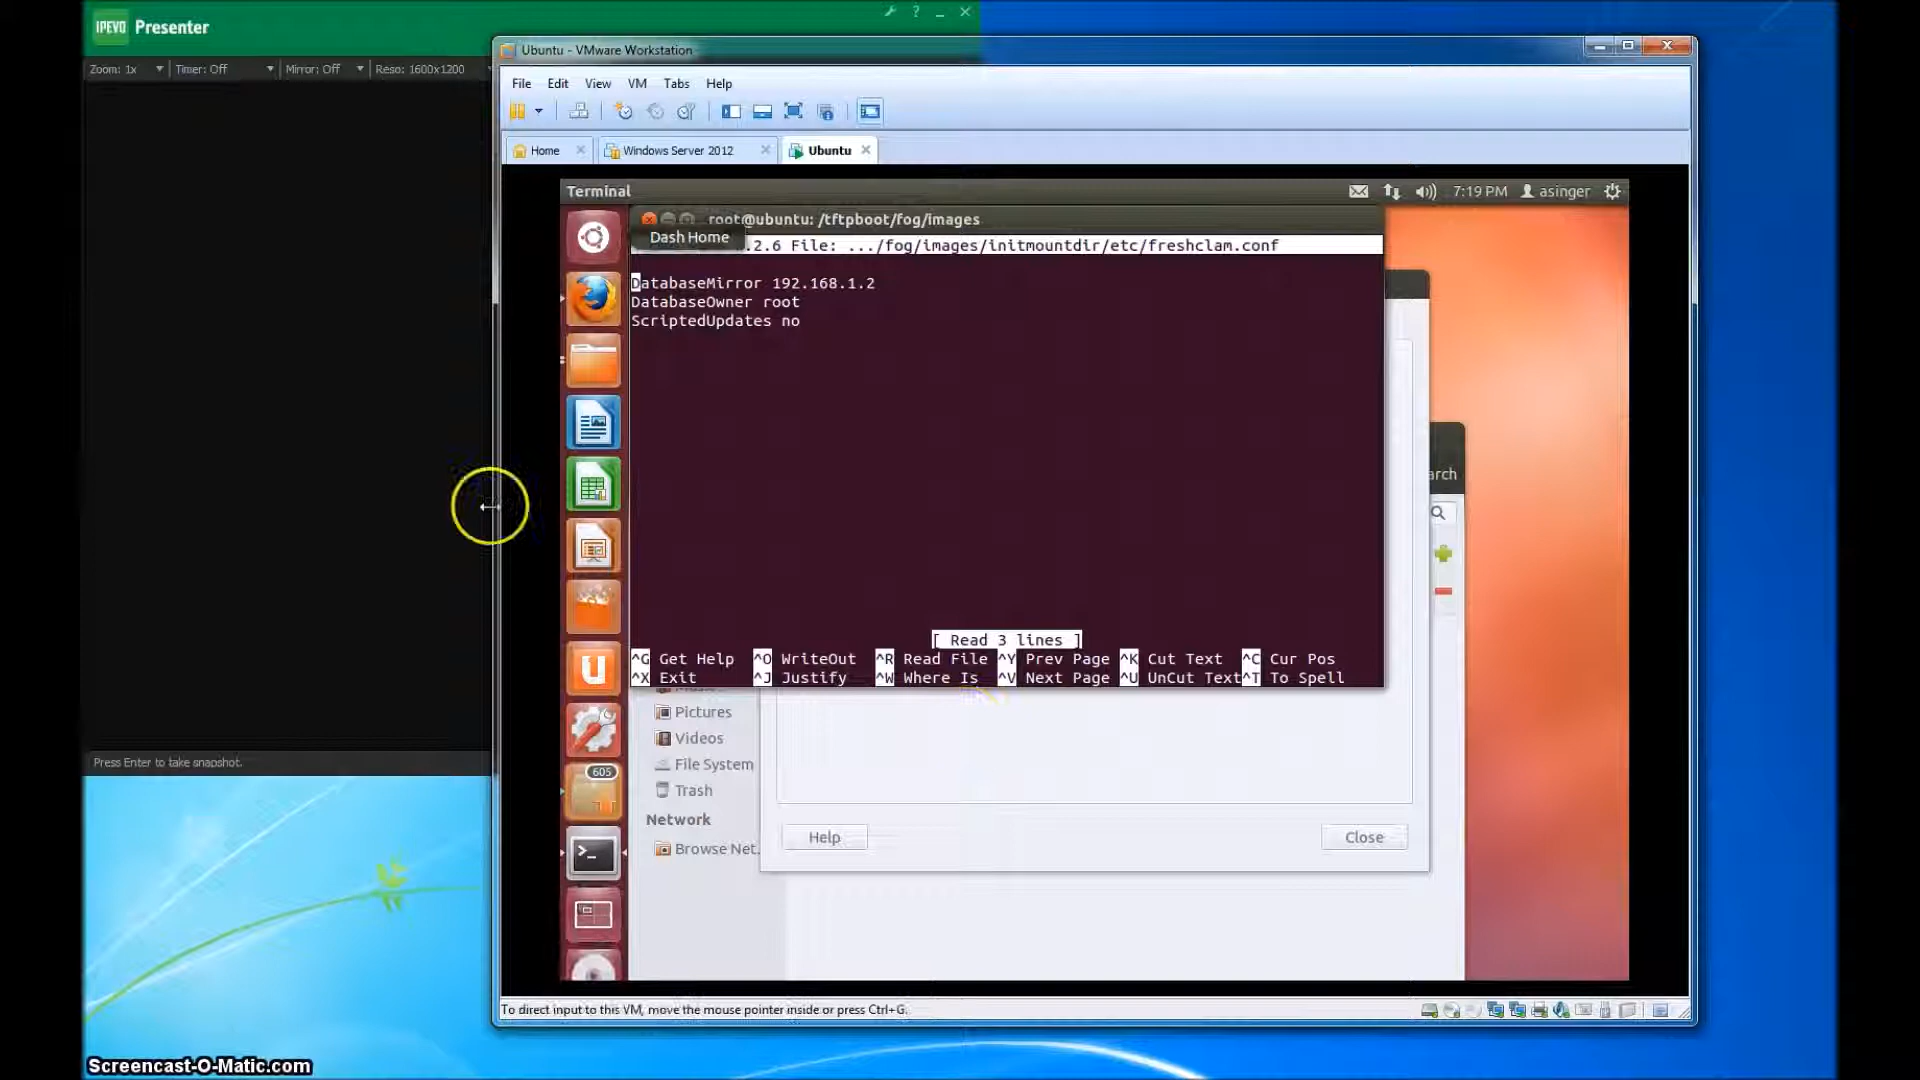 IPEVO Presenter
?
Zoom: 1x
Timer: Off
Mirror: Off
Reso: 1600x1200
Press Enter to take snapshot.
Ubuntu - VMware Workstation
File Edit View VM Tabs Help
Home
Windows Server 2012
Ubuntu
Terminal
7:19 PM
asinger
root@ubuntu: /tftpboot/fog/images
Dash Home
.2.6 File: .../fog/images/initmountdir/etc/freshclam.conf
DatabaseMirror 192.168.1.2
DatabaseOwner root
ScriptedUpdates no
[ Read 3 lines ]
^G Get Help ^O WriteOut ^R Read File ^Y Prev Page ^K Cut Text ^C Cur Pos
^X Exit ^J Justify ^W Where Is ^V Next Page ^U UnCut Text ^T To Spell
arch
605
Pictures
Videos
File System
Trash
Network
Browse Net...
Help
Close
To direct input to this VM, move the mouse pointer inside or press Ctrl+G.
Screencast-O-Matic.com